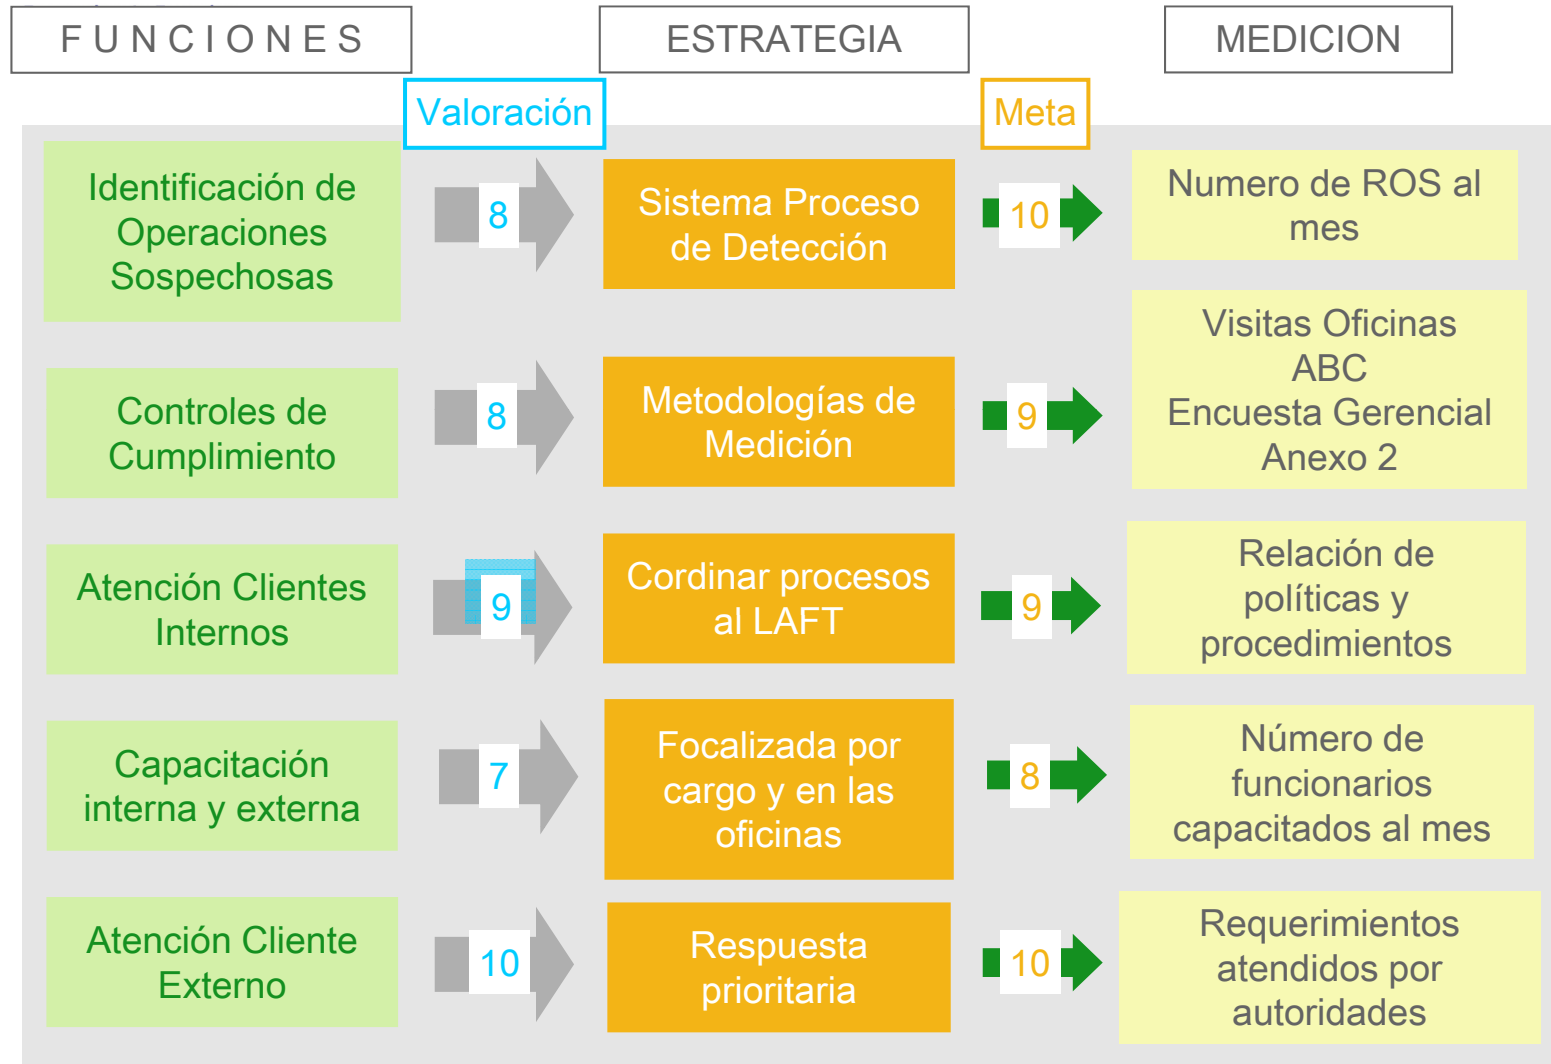 F U N C I O N E S
ESTRATEGIA
MEDICION
Valoración
Meta
Identificación de
Operaciones
Sospechosas
8
Sistema Proceso
de Detección
10
Numero de ROS al
mes
Controles de
Cumplimiento
8
Metodologías de
Medición
9
Visitas Oficinas
ABC
Encuesta Gerencial
Anexo 2
Atención Clientes
Internos
9
Cordinar procesos
al LAFT
9
Relación de
políticas y
procedimientos
Capacitación
interna y externa
7
Focalizada por
cargo y en las
oficinas
8
Número de
funcionarios
capacitados al mes
Atención Cliente
Externo
10
Respuesta
prioritaria
10
Requerimientos
atendidos por
autoridades